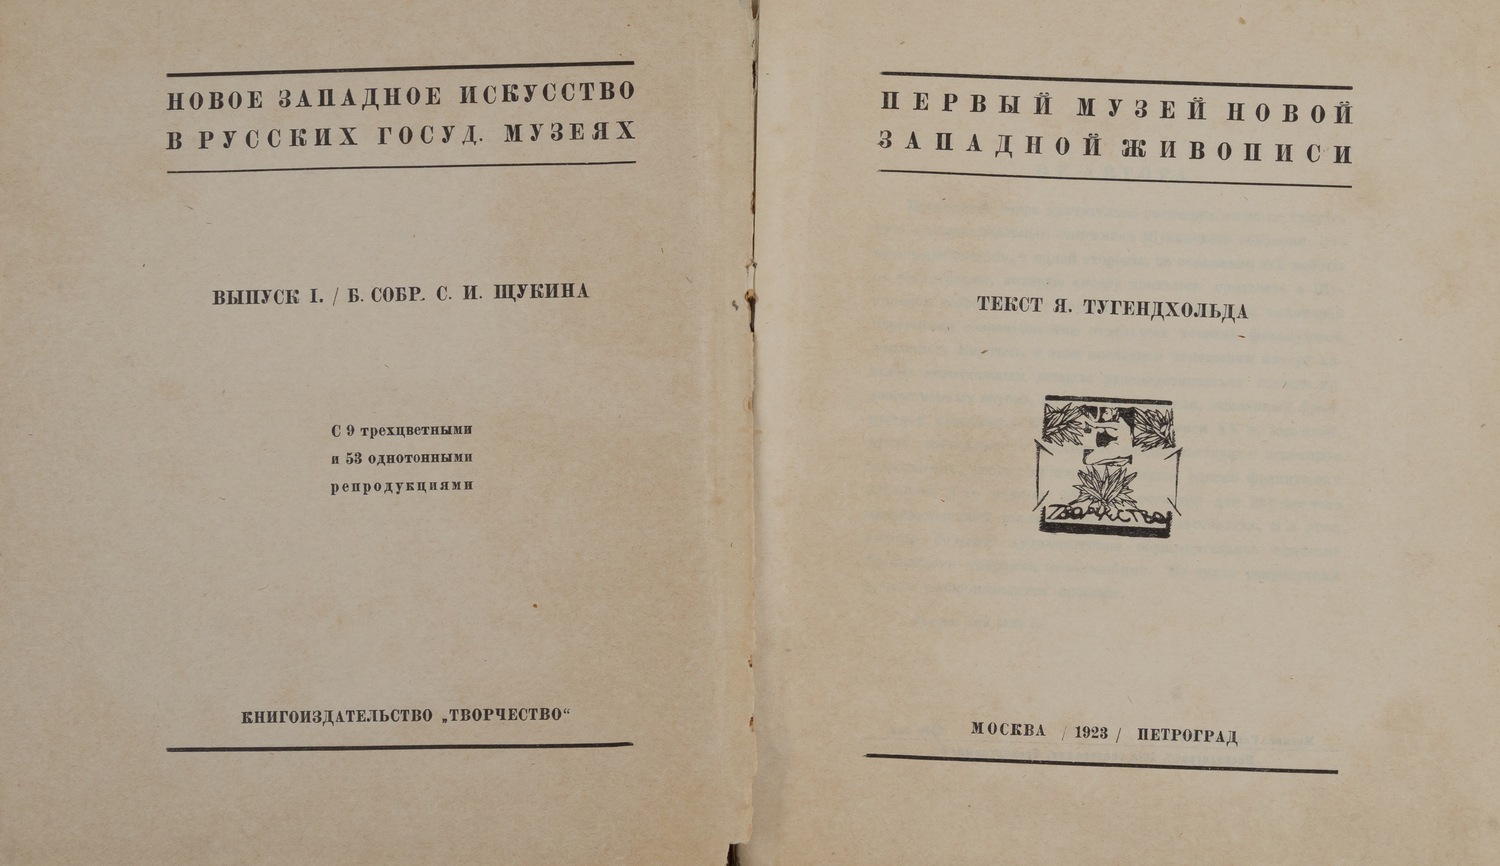 НОВОЕ ЗАПАДНОЕ ИСКУССТВО
В РУССКИХ ГОСУД. МУЗЕЯХ
ВЫПУСК I. / Б. СОБР. С. И. ЩУКИНА
С 9 трехцветными
и 53 однотонными
репродукциями
КНИГОИЗДАТЕЛЬСТВО „ТВОРЧЕСТВО“
ПЕРВЫЙ МУЗЕЙ НОВОЙ
ЗАПАДНОЙ ЖИВОПИСИ
ТЕКСТ Я. ТУГЕНДХОЛЬДА
ТВОРЧЕСТВО
МОСКВА / 1923 / ПЕТРОГРАД